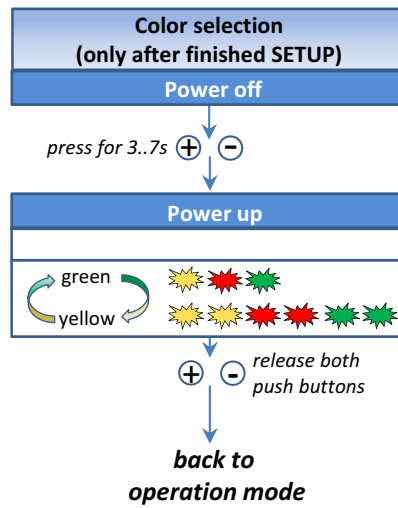 Color selection
(only after finished SETUP)
Power off
press for 3..7s + -
Power up
green
yellow
+ - release both
push buttons
back to
operation mode